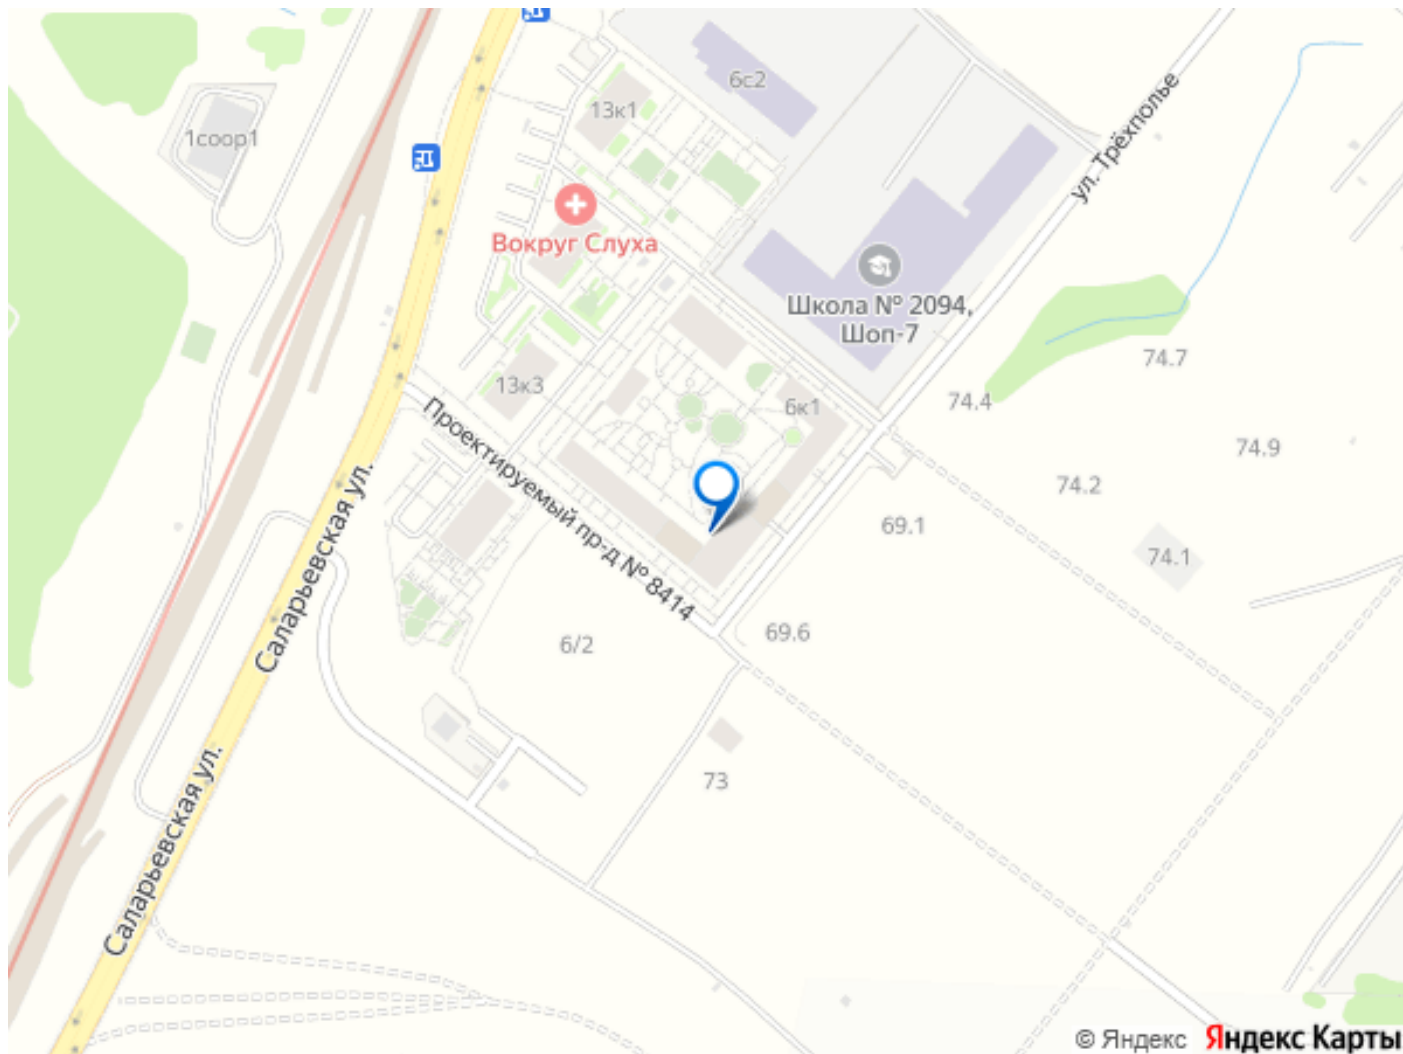 6с2
13к1
1соор1
ул. Трёхполье
Вокруг Слуха
Школа № 2094,
Шоп-7
74.7
13к3
74.4
6к1
Проектируемый пр-д № 8414
74.9
74.2
69.1
Саларьевская ул.
74.1
69.6
6/2
73
Саларьевская ул.
© Яндекс Яндекс Карты